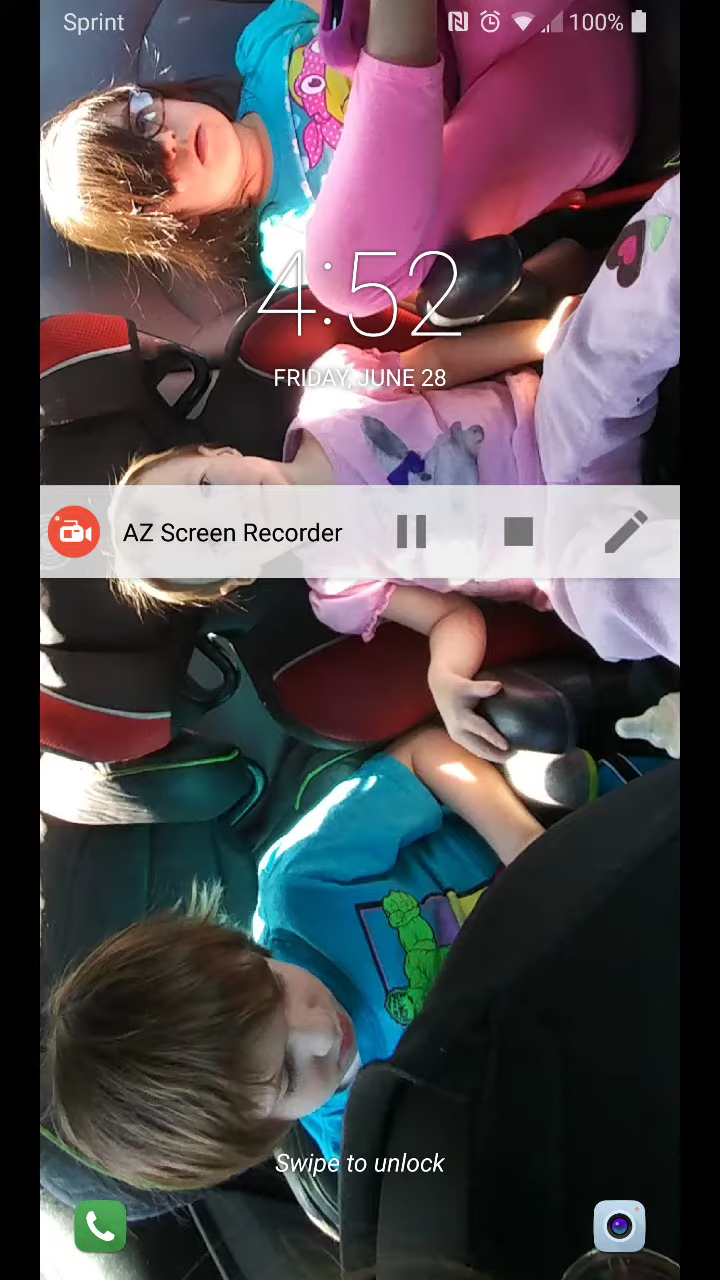 Sprint 100%
4:52
FRIDAY, JUNE 28
AZ Screen Recorder
Swipe to unlock